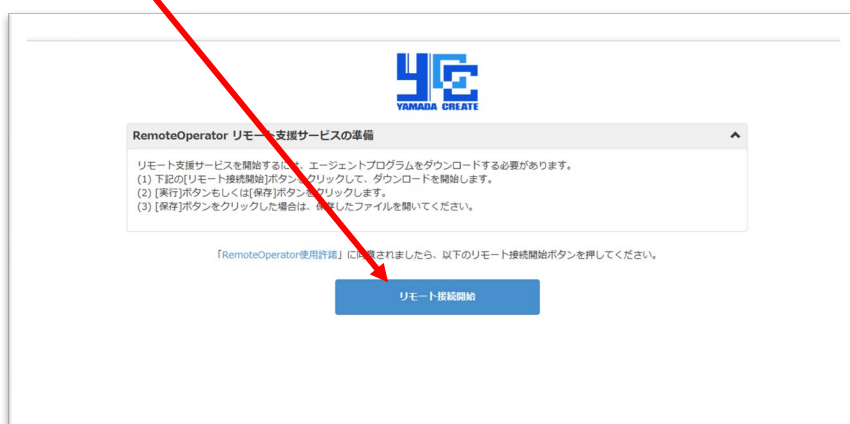 YAMADA CREATE
RemoteOperator リモート支援サービスの準備
リモート支援サービスを開始するには、エージェントプログラムをダウンロードする必要があります。
(1) 下記の[リモート接続開始]ボタンをクリックして、ダウンロードを開始します。
(2) [実行]ボタンもしくは[保存]ボタンをクリックします。
(3) [保存]ボタンをクリックした場合は、保存したファイルを開いてください。
「RemoteOperator使用許諾」に同意されましたら、以下のリモート接続開始ボタンを押してください。
リモート接続開始